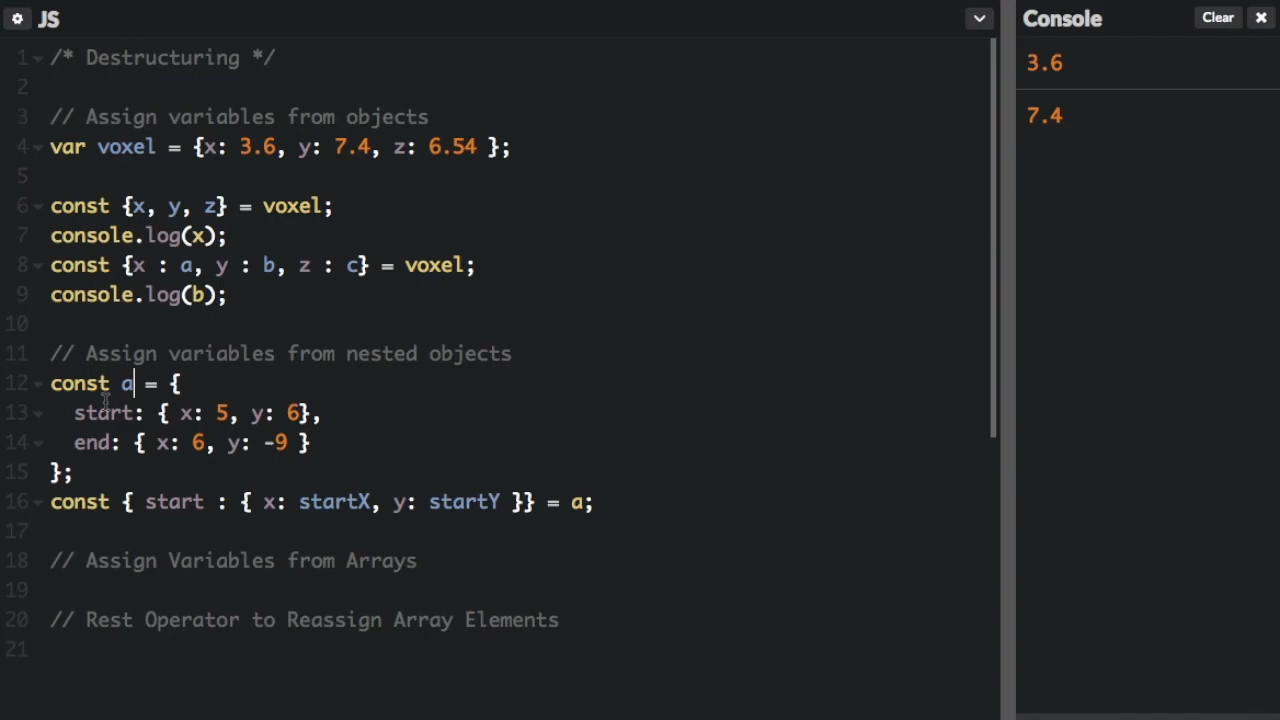 JS
1 /* Destructuring */
2
3 // Assign variables from objects
4 var voxel = {x: 3.6, y: 7.4, z: 6.54 };
5
6 const {x, y, z} = voxel;
7 console.log(x);
8 const {x : a, y : b, z : c} = voxel;
9 console.log(b);
10
11 // Assign variables from nested objects
12 const a = {
13   start: { x: 5, y: 6},
14   end: { x: 6, y: -9 }
15 };
16 const { start : { x: startX, y: startY }} = a;
17
18 // Assign Variables from Arrays
19
20 // Rest Operator to Reassign Array Elements
21
Console Clear
3.6
7.4